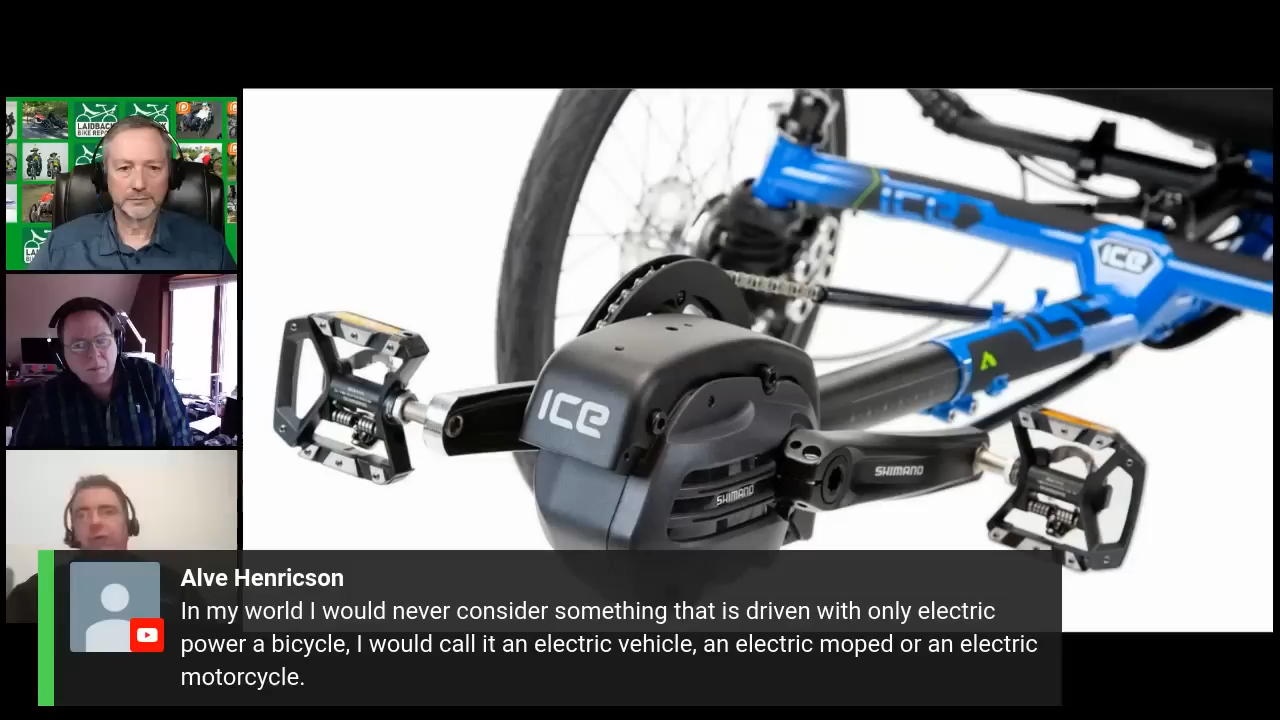 LAIDBACK
BIKE REPO
ICE
ICE
ICE
SHIMANO
SHIMANO
Alve Henricson
In my world I would never consider something that is driven with only electric
power a bicycle, I would call it an electric vehicle, an electric moped or an electric
motorcycle.